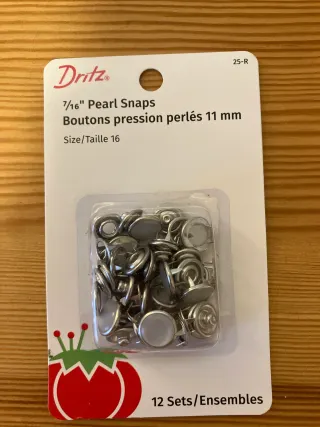 25-R
Dritz®
7/16" Pearl Snaps
Boutons pression perlés 11 mm
Size/Taille 16
12 Sets/Ensembles